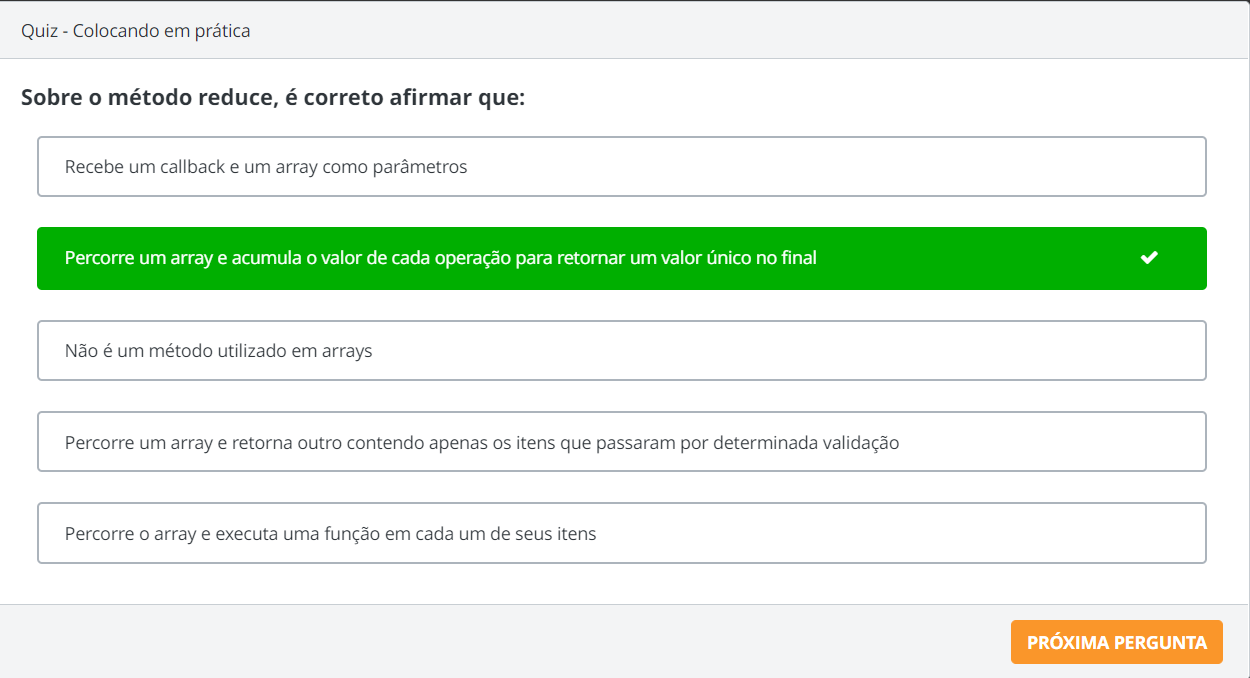 Quiz - Colocando em prática
Sobre o método reduce, é correto afirmar que:
Recebe um callback e um array como parâmetros
Percorre um array e acumula o valor de cada operação para retornar um valor único no final
Não é um método utilizado em arrays
Percorre um array e retorna outro contendo apenas os itens que passaram por determinada validação
Percorre o array e executa uma função em cada um de seus itens
PRÓXIMA PERGUNTA